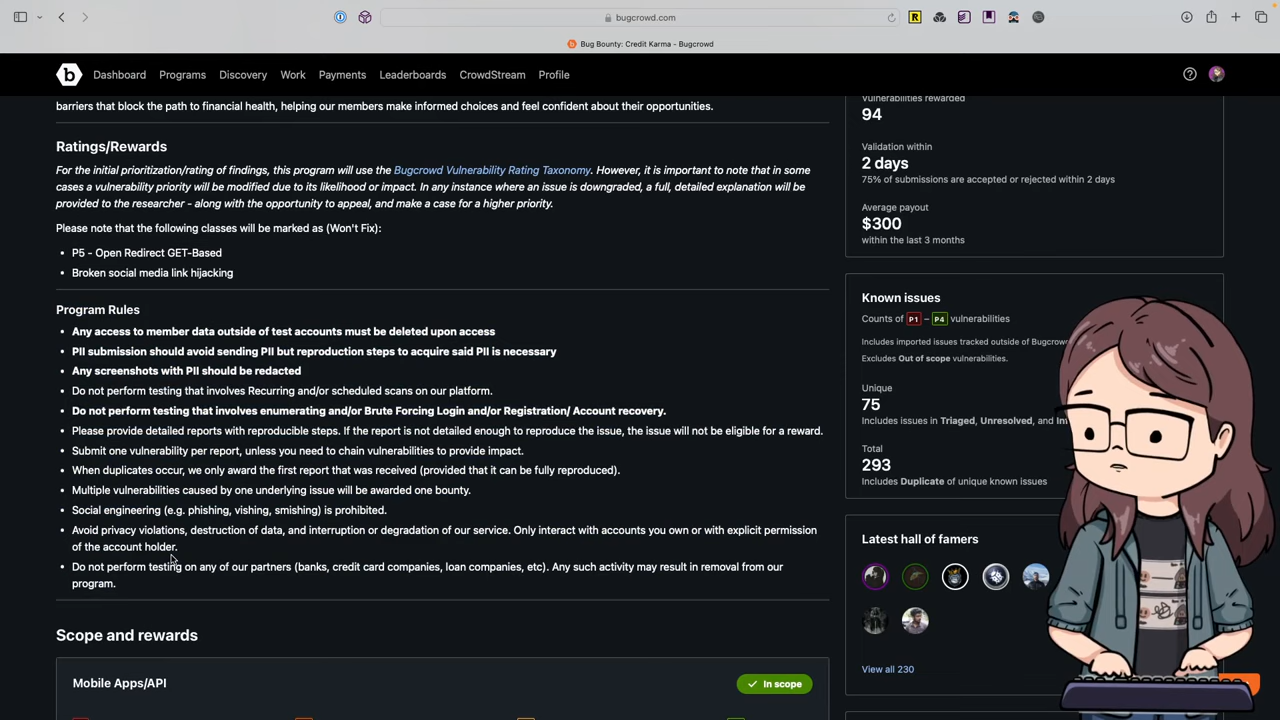 bugcrowd.com
Bug Bounty: Credit Karma - Bugcrowd
b Dashboard Programs Discovery Work Payments Leaderboards CrowdStream Profile
barriers that block the path to financial health, helping our members make informed choices and feel confident about their opportunities.
Ratings/Rewards
For the initial prioritization/rating of findings, this program will use the Bugcrowd Vulnerability Rating Taxonomy. However, it is important to note that in some
cases a vulnerability priority will be modified due to its likelihood or impact. In any instance where an issue is downgraded, a full, detailed explanation will be
provided to the researcher - along with the opportunity to appeal, and make a case for a higher priority.
Please note that the following classes will be marked as (Won't Fix):
• P5 - Open Redirect GET-Based
• Broken social media link hijacking
Program Rules
• Any access to member data outside of test accounts must be deleted upon access
• PII submission should avoid sending PII but reproduction steps to acquire said PII is necessary
• Any screenshots with PII should be redacted
• Do not perform testing that involves Recurring and/or scheduled scans on our platform.
• Do not perform testing that involves enumerating and/or Brute Forcing Login and/or Registration/ Account recovery.
• Please provide detailed reports with reproducible steps. If the report is not detailed enough to reproduce the issue, the issue will not be eligible for a reward.
• Submit one vulnerability per report, unless you need to chain vulnerabilities to provide impact.
• When duplicates occur, we only award the first report that was received (provided that it can be fully reproduced).
• Multiple vulnerabilities caused by one underlying issue will be awarded one bounty.
• Social engineering (e.g. phishing, vishing, smishing) is prohibited.
• Avoid privacy violations, destruction of data, and interruption or degradation of our service. Only interact with accounts you own or with explicit permission
of the account holder.
• Do not perform testing on any of our partners (banks, credit card companies, loan companies, etc). Any such activity may result in removal from our
program.
Scope and rewards
Mobile Apps/API
In scope
Vulnerabilities rewarded
94
Validation within
2 days
75% of submissions are accepted or rejected within 2 days
Average payout
$300
within the last 3 months
Known issues
Counts of P1 – P4 vulnerabilities
Includes imported issues tracked outside of Bugcrowd
Excludes Out of scope vulnerabilities.
Unique
75
Includes issues in Triaged, Unresolved, and
Total
293
Includes Duplicate of unique known issues
Latest hall of famers
View all 230